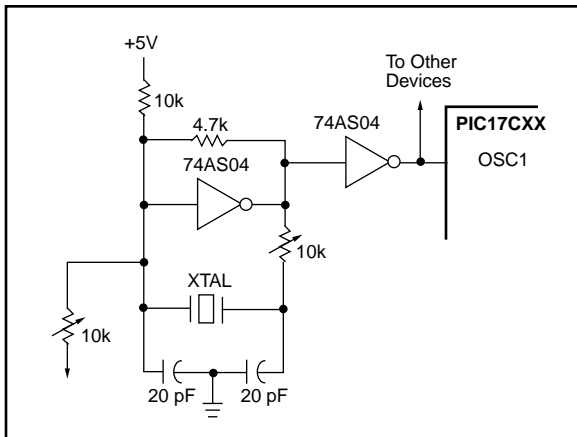 +5V
10k
4.7k
74AS04
74AS04
To Other
Devices
PIC17CXX
OSC1
10k
XTAL
10k
20 pF
20 pF